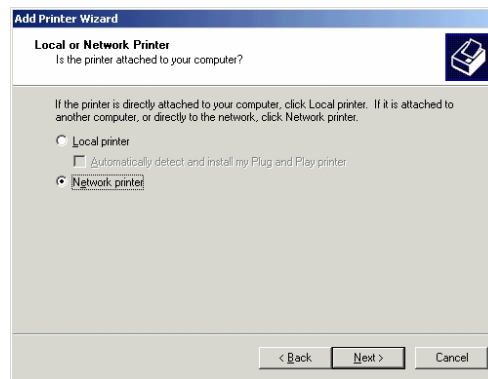 Add Printer Wizard
Local or Network Printer
Is the printer attached to your computer?
If the printer is directly attached to your computer, click Local printer. If it is attached to
another computer, or directly to the network, click Network printer.
Local printer
Automatically detect and install my Plug and Play printer
Network printer
< Back
Next >
Cancel